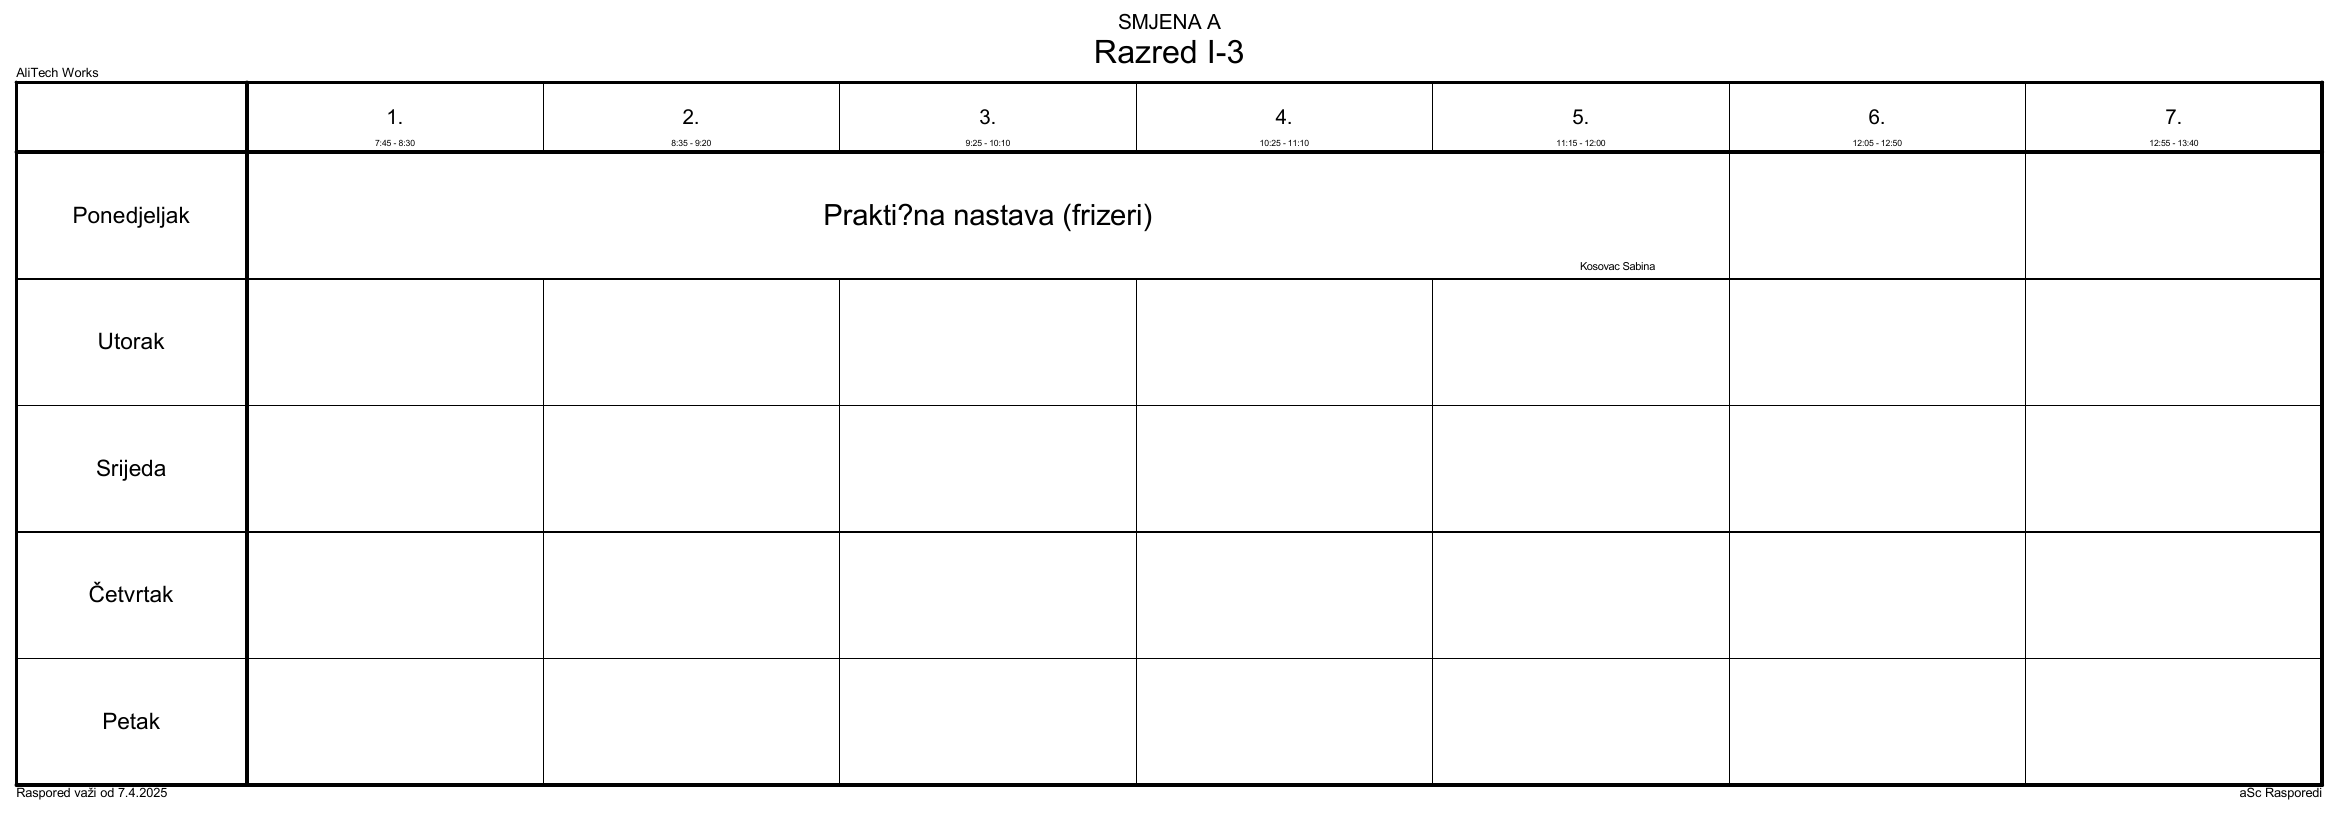 SMJENA A
Razred I-3
AliTech Works
1. 2. 3. 4. 5. 6. 7.
7:45 - 8:30 8:35 - 9:20 9:25 - 10:10 10:25 - 11:10 11:15 - 12:00 12:05 - 12:50 12:55 - 13:40
Ponedjeljak Prakti?na nastava (frizeri)
Kosovac Sabina
Utorak
Srijeda
Četvrtak
Petak
Raspored važi od 7.4.2025 aSc Rasporedi